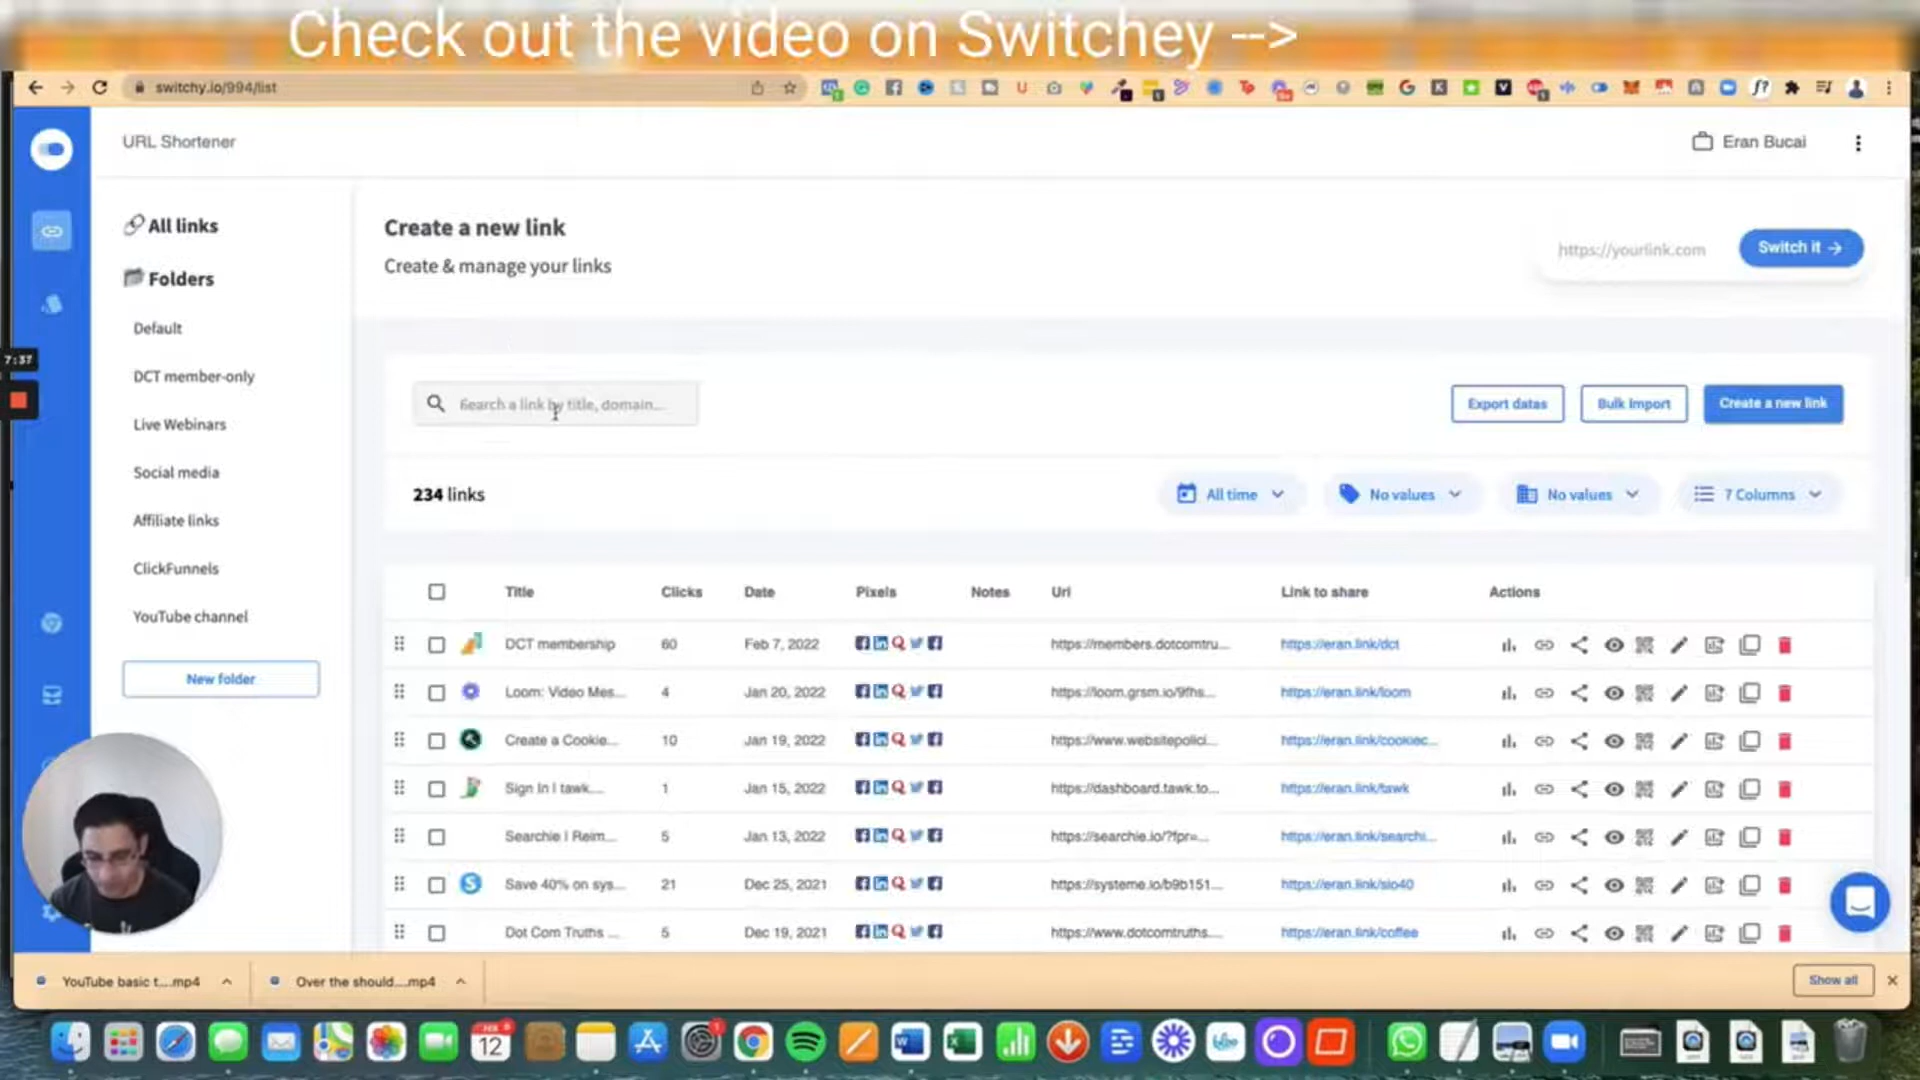 Check out the video on Switchey -->
switchy.io/994/list
URL Shortener
Eran Bucai
All links
Folders
Default
DCT member-only
Live Webinars
Social media
Affiliate links
ClickFunnels
YouTube channel
New folder
7:37
Create a new link
Create & manage your links
https://yourlink.com
Switch it →
Search a link by title, domain...
Export datas
Bulk Import
Create a new link
234 links
All time
No values
No values
7 Columns
Title Clicks Date Pixels Notes Url Link to share Actions
DCT membership 60 Feb 7, 2022 https://members.dotcomtru... https://eran.link/dct
Loom: Video Mes... 4 Jan 20, 2022 https://loom.grsm.io/9fhs... https://eran.link/loom
Create a Cookie... 10 Jan 19, 2022 https://www.websitepolici... https://eran.link/cookiec...
Sign In | tawk.... 1 Jan 15, 2022 https://dashboard.tawk.to... https://eran.link/tawk
Searchie | Reim... 5 Jan 13, 2022 https://searchie.io/?fpr=... https://eran.link/searchi...
Save 40% on sys... 21 Dec 25, 2021 https://systeme.io/b9b151... https://eran.link/sio40
Dot Com Truths ... 5 Dec 19, 2021 https://www.dotcomtruths.... https://eran.link/coffee
YouTube basic t....mp4
Over the should....mp4
Show all
12